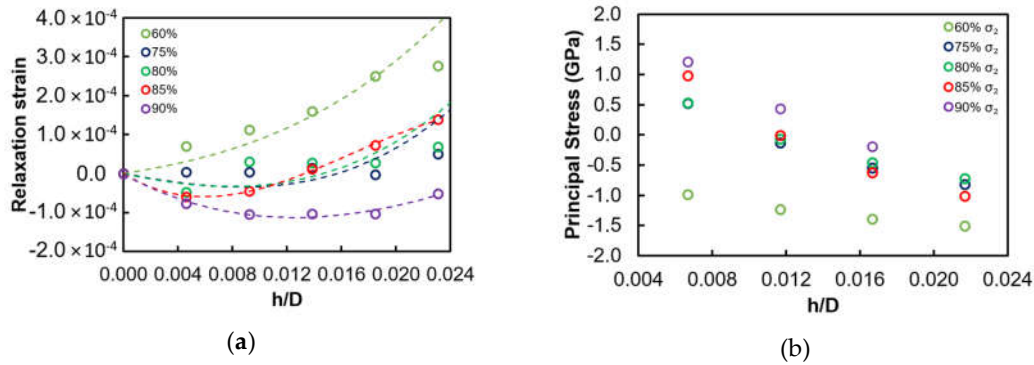 4.0 × 10⁻⁴
3.0 × 10⁻⁴
2.0 × 10⁻⁴
1.0 × 10⁻⁴
0.0
-1.0 × 10⁻⁴
-2.0 × 10⁻⁴
Relaxation strain
60%
75%
80%
85%
90%
0.000 0.004 0.008 0.012 0.016 0.020 0.024
h/D
(a)
2.0
1.5
1.0
0.5
0.0
-0.5
-1.0
-1.5
-2.0
Principal Stress (GPa)
60% σ₂
75% σ₂
80% σ₂
85% σ₂
90% σ₂
0.004 0.008 0.012 0.016 0.020 0.024
h/D
(b)